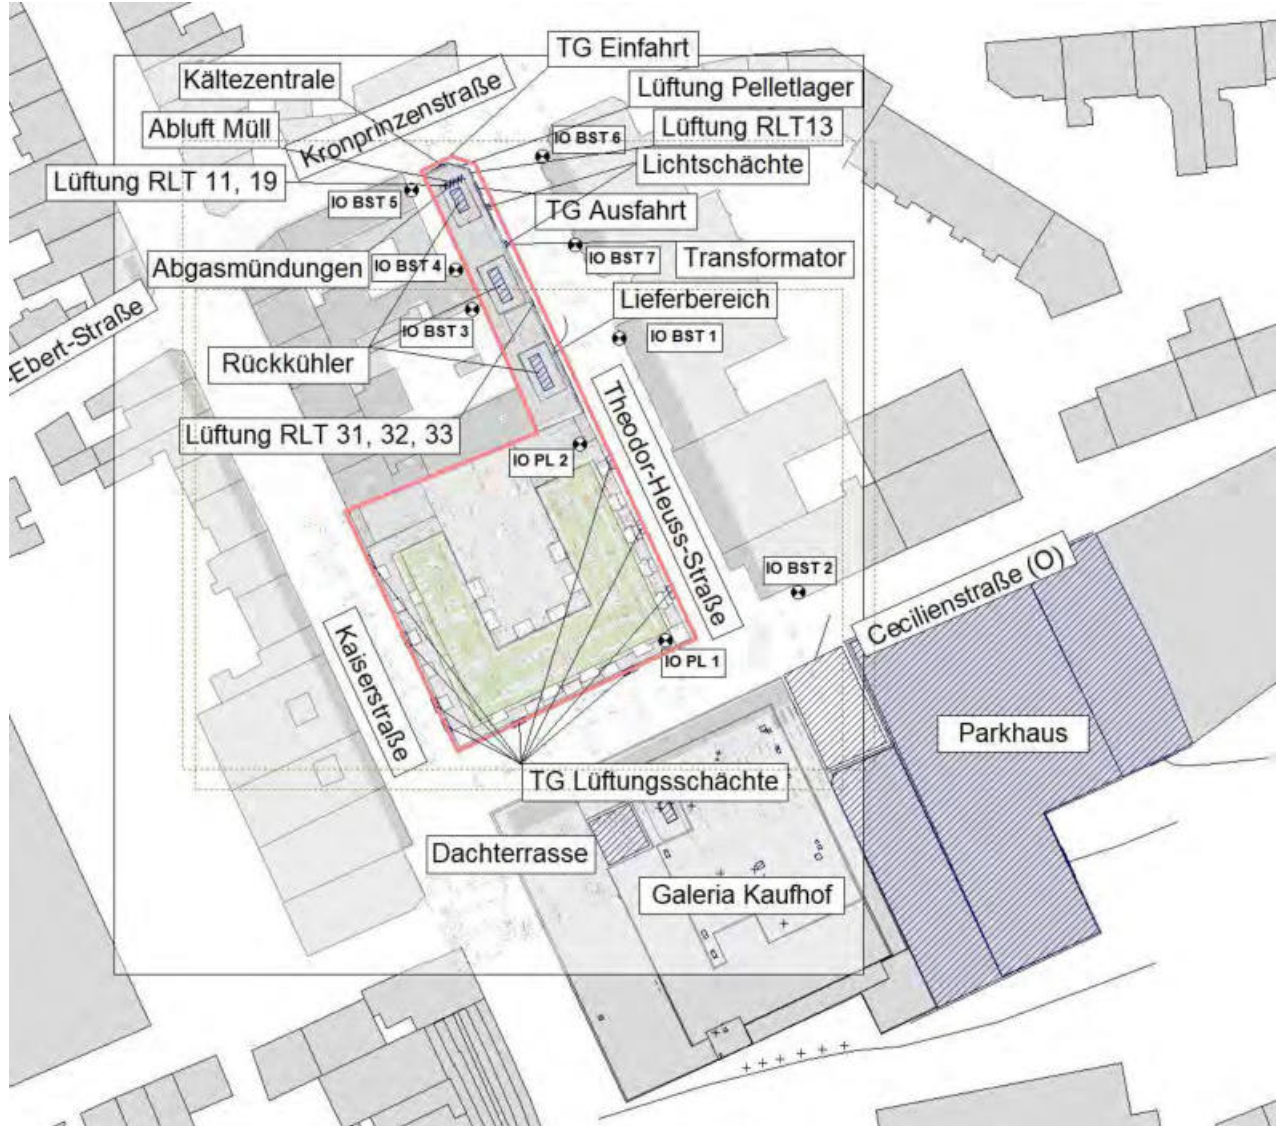 TG Einfahrt
Kältezentrale
Lüftung Pelletlager
Kronprinzenstraße
Abluft Müll
IO BST 6
Lüftung RLT13
Lichtschächte
Lüftung RLT 11, 19
IO BST 5
TG Ausfahrt
Abgasmündungen
IO BST 4
IO BST 7
Transformator
Lieferbereich
-Ebert-Straße
IO BST 3
IO BST 1
Rückkühler
Lüftung RLT 31, 32, 33
IO PL 2
Theodor-Heuss-Straße
IO BST 2
Cecilienstraße (O)
IO PL 1
Kaiserstraße
Parkhaus
TG Lüftungsschächte
Dachterrasse
Galeria Kaufhof